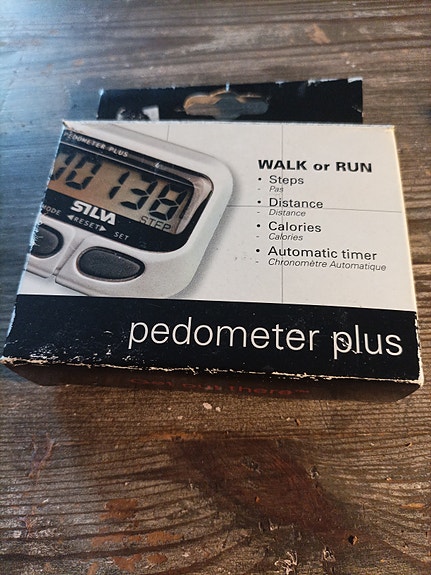 PEDOMETER PLUS
10138
STEP
SILVA
MODE
◄RESET►
SET
WALK or RUN
• Steps
- Pas
• Distance
- Distance
• Calories
- Calories
• Automatic timer
- Chronomètre Automatique
pedometer plus